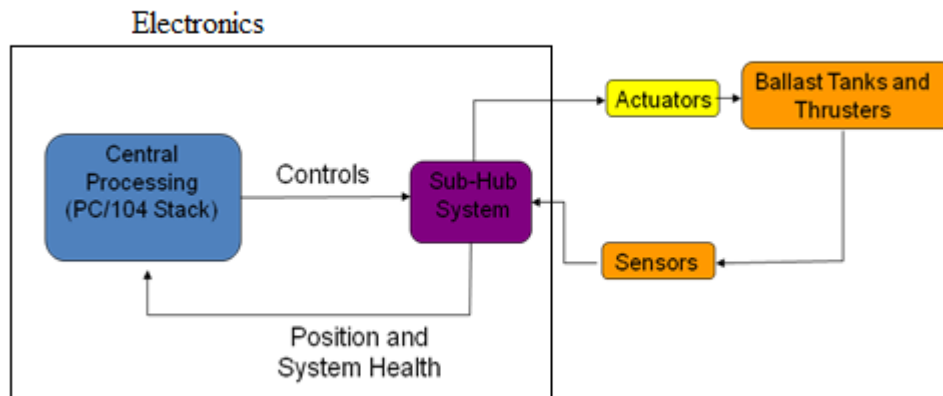 Electronics
Central
Processing
(PC/104 Stack)
Controls
Sub-Hub
System
Actuators
Ballast Tanks and
Thrusters
Sensors
Position and
System Health